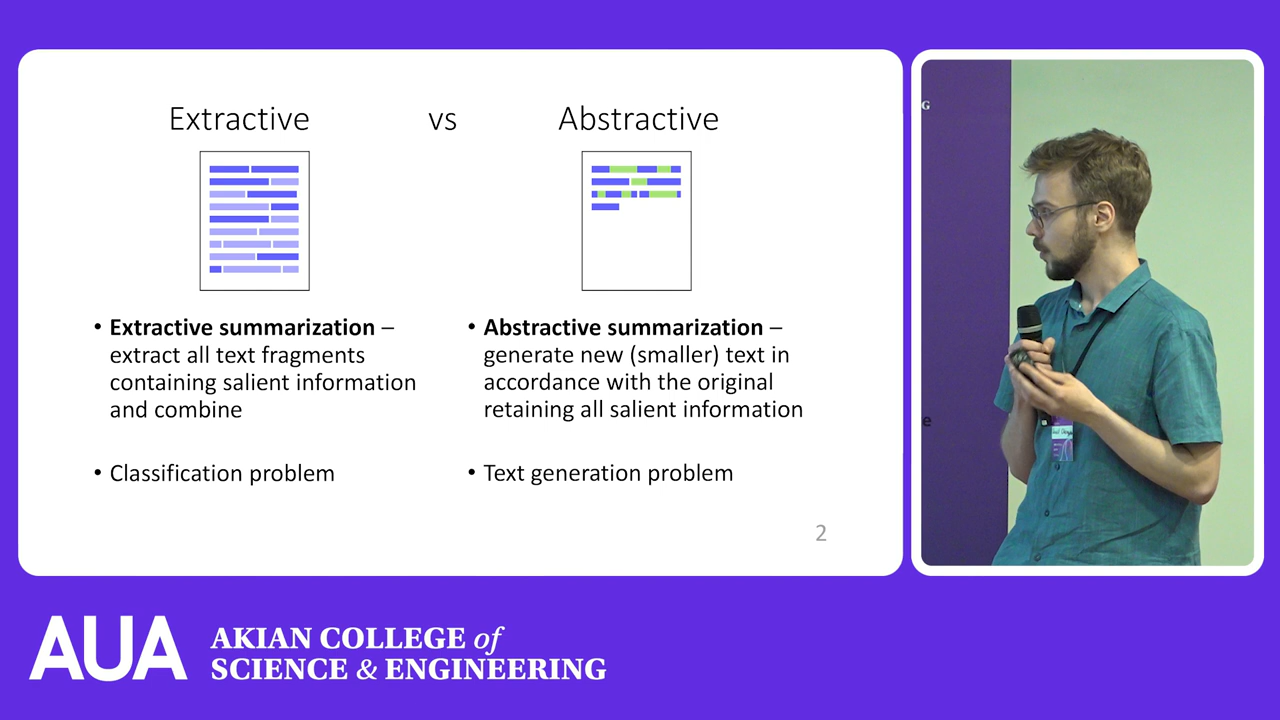 Extractive vs Abstractive
• Extractive summarization –
extract all text fragments
containing salient information
and combine
• Classification problem
• Abstractive summarization –
generate new (smaller) text in
accordance with the original
retaining all salient information
• Text generation problem
2
G
e
AUA
AKIAN COLLEGE of
SCIENCE & ENGINEERING